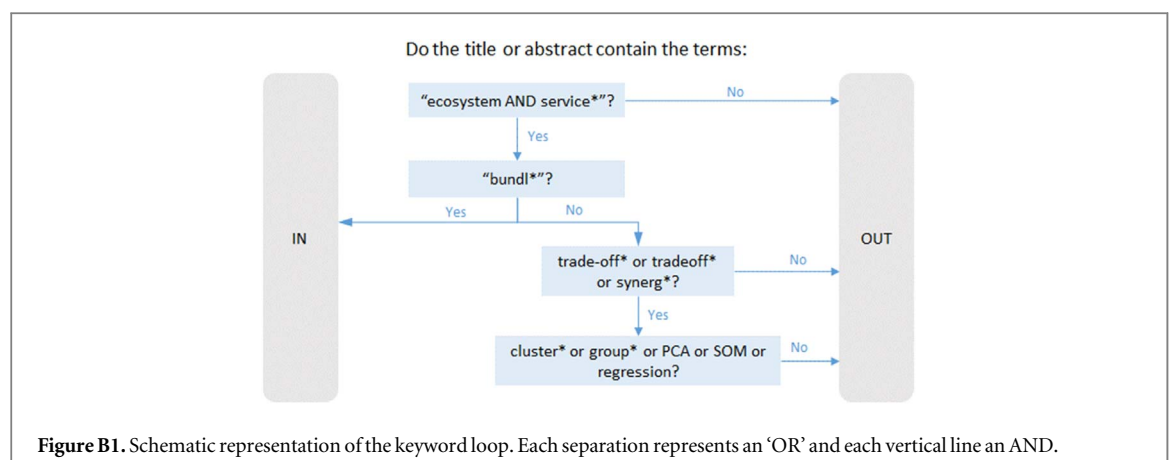 Do the title or abstract contain the terms:
"ecosystem AND service*"?
No
Yes
"bundl*"?
Yes
No
IN
OUT
trade-off* or tradeoff*
or synerg*?
No
Yes
cluster* or group* or PCA or SOM or
regression?
No
Figure B1. Schematic representation of the keyword loop. Each separation represents an 'OR' and each vertical line an AND.